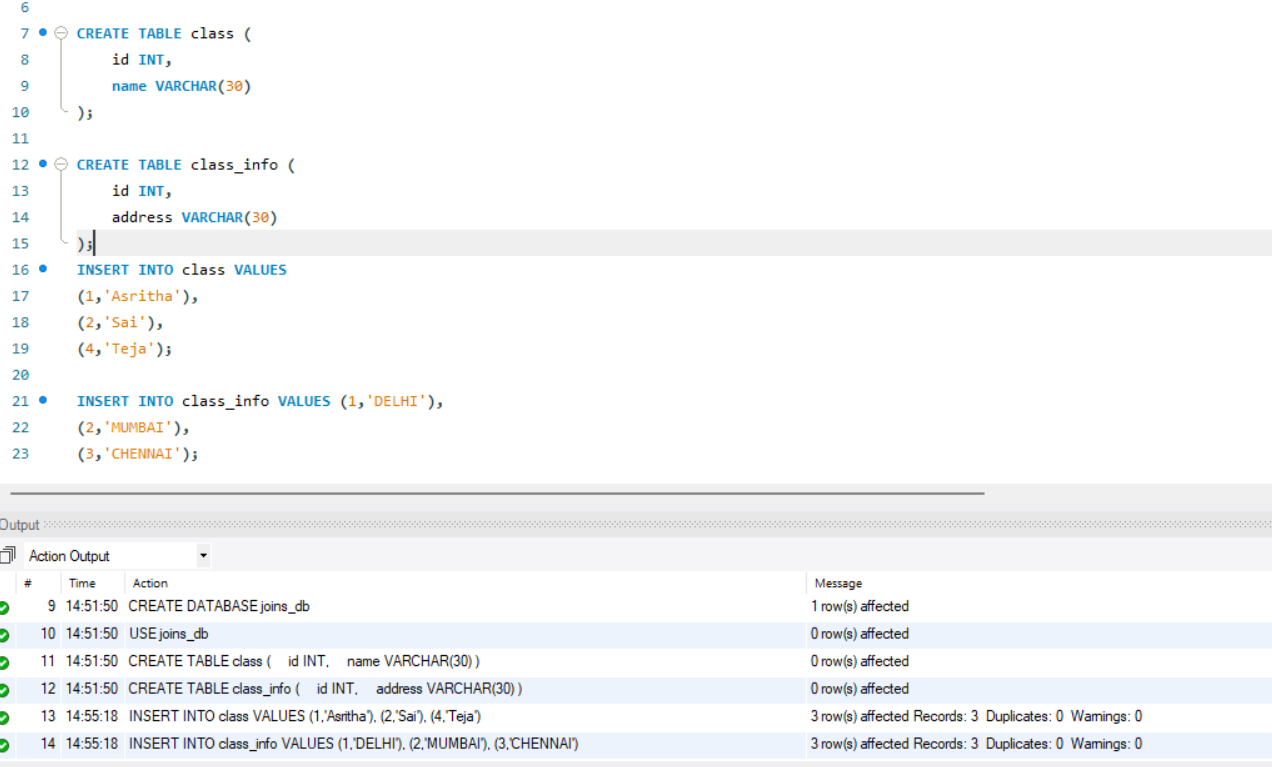 6
7 CREATE TABLE class (
8 id INT,
9 name VARCHAR(30)
10 );
11
12 CREATE TABLE class_info (
13 id INT,
14 address VARCHAR(30)
15 );
16 INSERT INTO class VALUES
17 (1,'Asritha'),
18 (2,'Sai'),
19 (4,'Teja');
20
21 INSERT INTO class_info VALUES (1,'DELHI'),
22 (2,'MUMBAI'),
23 (3,'CHENNAI');
Output
Action Output
# Time Action Message
9 14:51:50 CREATE DATABASE joins_db 1 row(s) affected
10 14:51:50 USE joins_db 0 row(s) affected
11 14:51:50 CREATE TABLE class ( id INT, name VARCHAR(30) ) 0 row(s) affected
12 14:51:50 CREATE TABLE class_info ( id INT, address VARCHAR(30) ) 0 row(s) affected
13 14:55:18 INSERT INTO class VALUES (1,'Asritha'), (2,'Sai'), (4,'Teja') 3 row(s) affected Records: 3 Duplicates: 0 Warnings: 0
14 14:55:18 INSERT INTO class_info VALUES (1,'DELHI'), (2,'MUMBAI'), (3,'CHENNAI') 3 row(s) affected Records: 3 Duplicates: 0 Warnings: 0